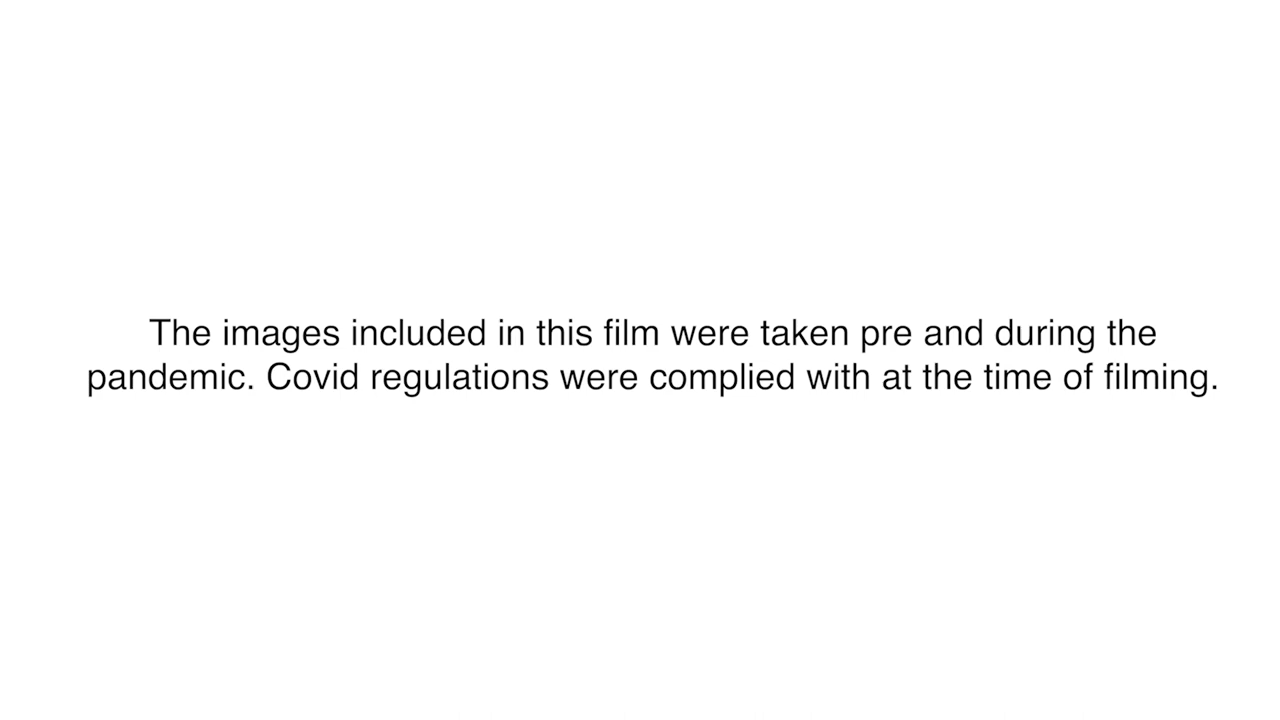 The images included in this film were taken pre and during the
pandemic. Covid regulations were complied with at the time of filming.